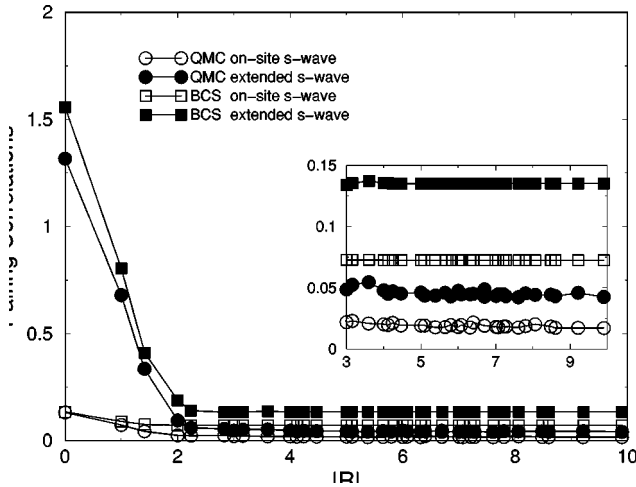 2
QMC on-site s-wave
QMC extended s-wave
BCS on-site s-wave
BCS extended s-wave
1.5
0.15
0.1
1
0.05
0.5
0
3 5 7 9
0
0 2 4 6 8 10